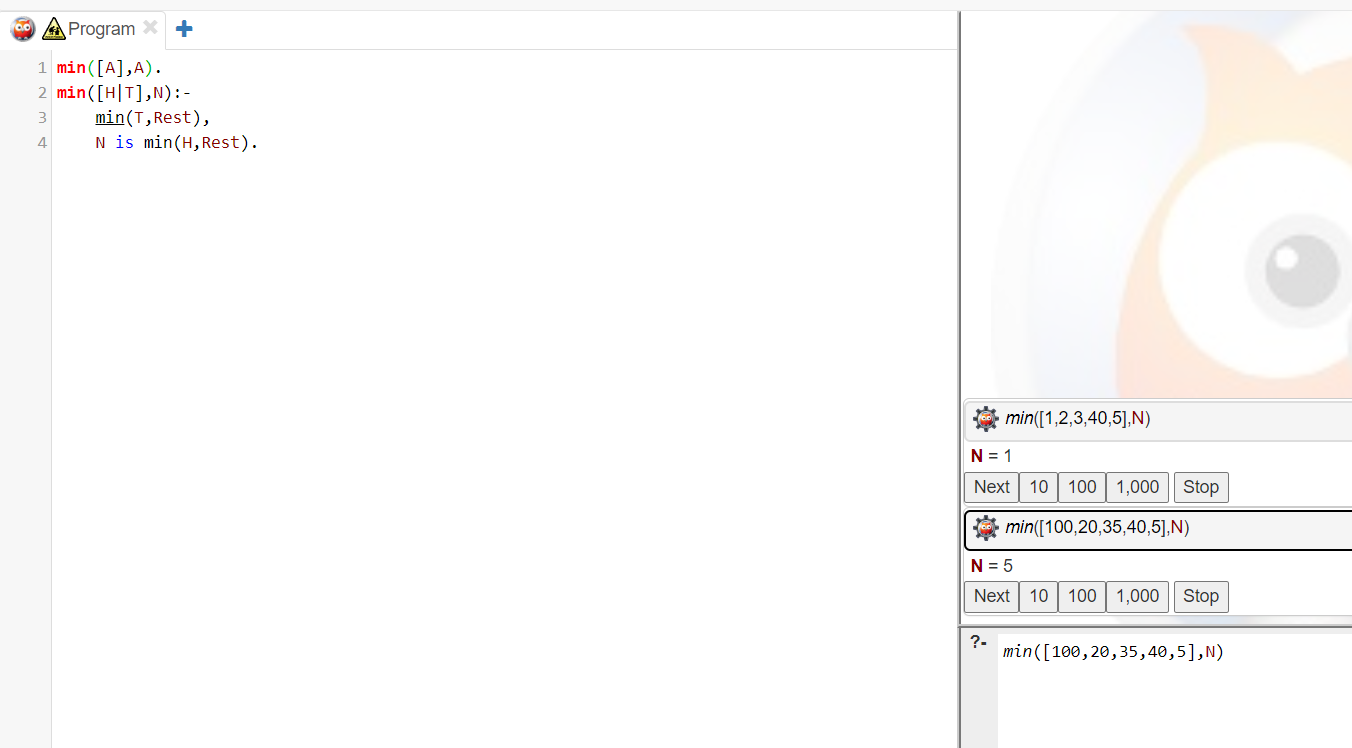 Program
1 min([A],A).
2 min([H|T],N):-
3 min(T,Rest),
4 N is min(H,Rest).
min([1,2,3,40,5],N)
N = 1
Next 10 100 1,000 Stop
min([100,20,35,40,5],N)
N = 5
Next 10 100 1,000 Stop
?- min([100,20,35,40,5],N)